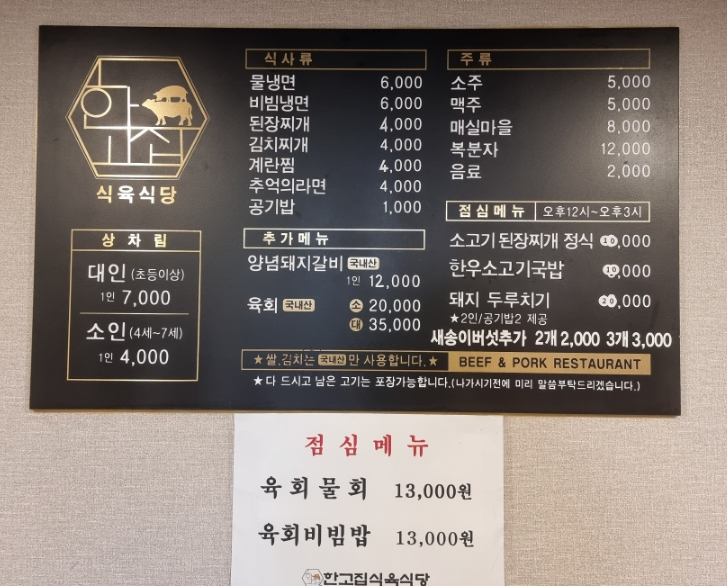 한고집
식육식당
상차림
대인 (초등이상)
1인 7,000
소인 (4세~7세)
1인 4,000
식사류
물냉면 6,000
비빔냉면 6,000
된장찌개 4,000
김치찌개 4,000
계란찜 4,000
추억의라면 4,000
공기밥 1,000
추가메뉴
양념돼지갈비 국내산
1인 12,000
육회 국내산 소 20,000
대 35,000
주류
소주 5,000
맥주 5,000
매실마을 8,000
복분자 12,000
음료 2,000
점심메뉴 오후12시~오후3시
소고기 된장찌개 정식 10,000
한우소고기국밥 10,000
돼지 두루치기 20,000
★2인/공기밥2 제공
새송이버섯추가 2개 2,000 3개 3,000
★쌀,김치는 국내산 만 사용합니다.★ BEEF & PORK RESTAURANT
★다 드시고 남은 고기는 포장가능합니다.(나가시기전에 미리 말씀부탁드리겠습니다.)
점심메뉴
육회물회 13,000원
육회비빔밥 13,000원
한고집식육식당